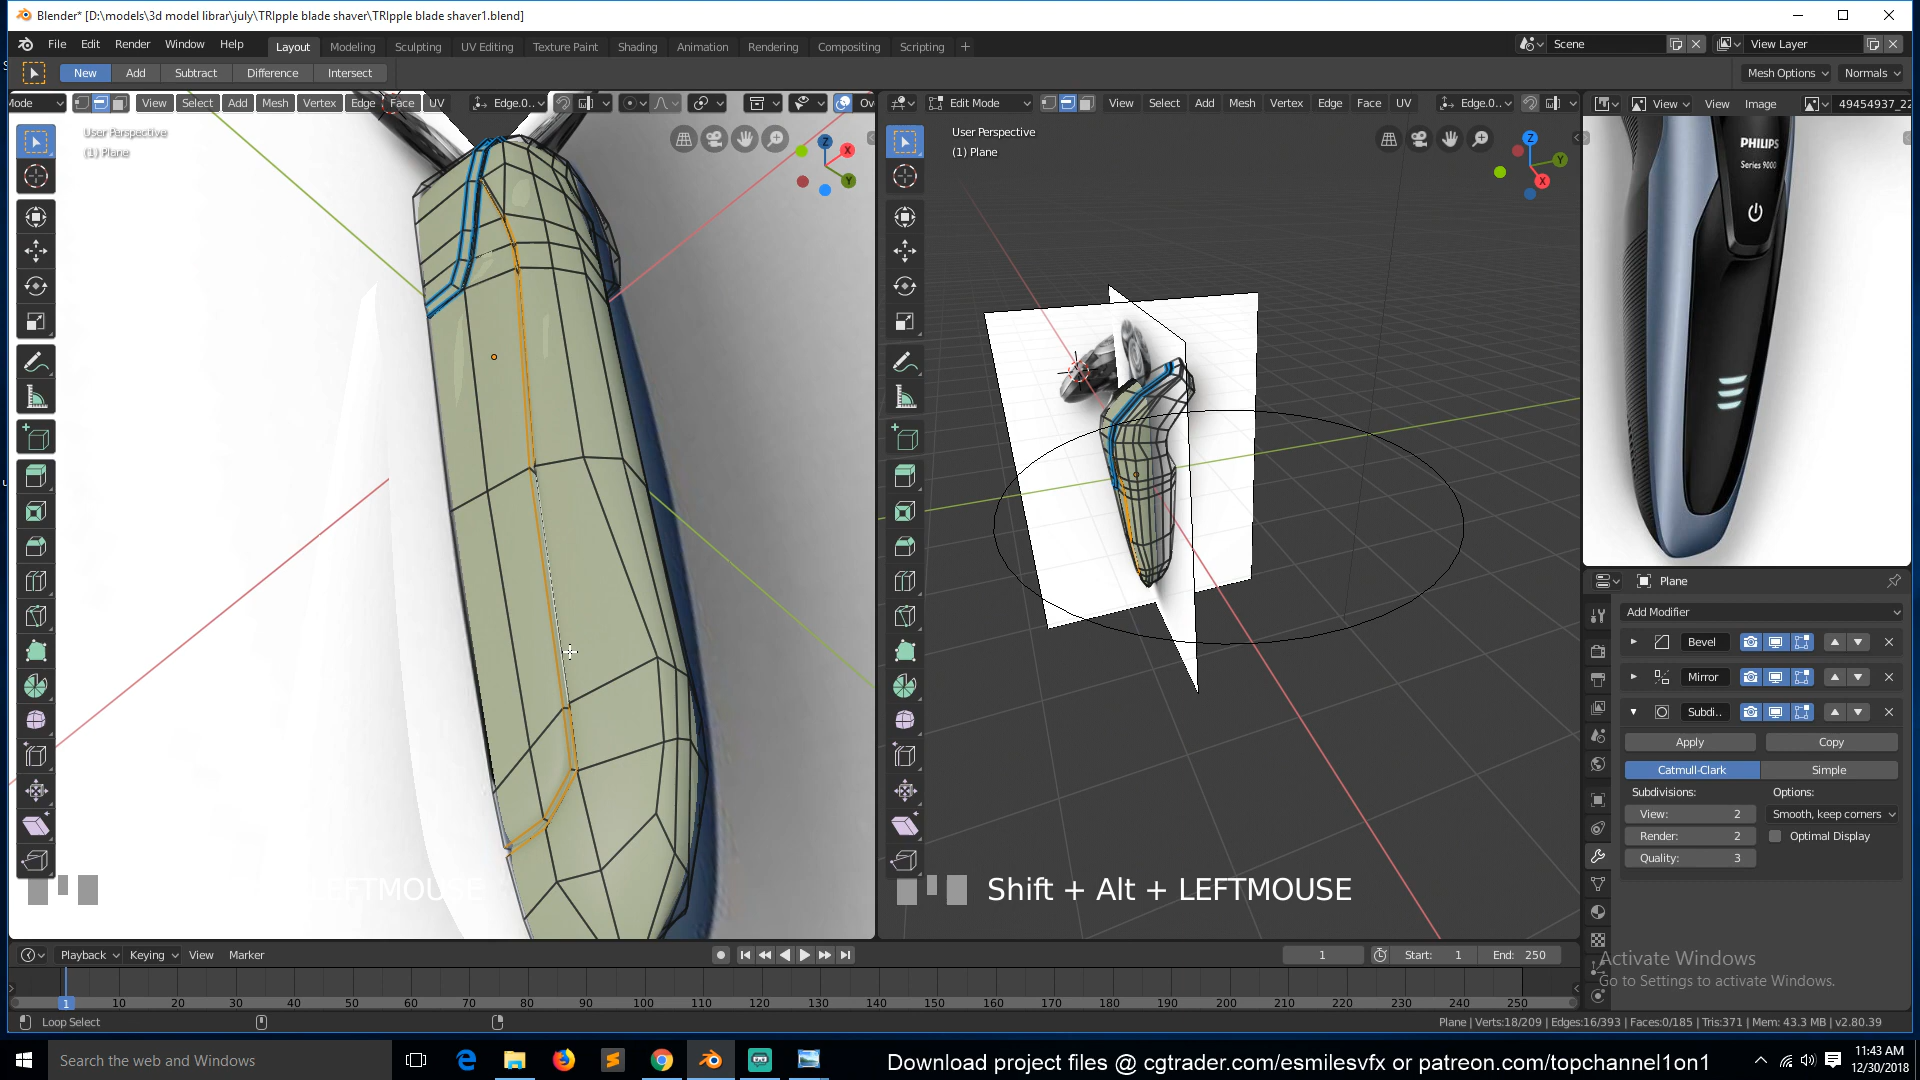 Blender* [D:\models\3d model librar\july\TRIpple blade shaver\TRIpple blade shaver1.blend]
File Edit Render Window Help Layout Modeling Sculpting UV Editing Texture Paint Shading Animation Rendering Compositing Scripting + Scene View Layer
New Add Subtract Difference Intersect Mesh Options Normals
Mode View Select Add Mesh Vertex Edge Face UV Edge.0.. Ov
Edit Mode View Select Add Mesh Vertex Edge Face UV Edge.0..
View View Image 49454937_22
User Perspective
(1) Plane
Z X Y
User Perspective
(1) Plane
Z Y X
PHILIPS
Series 9000
Plane
Add Modifier
Bevel
Mirror
Subdi..
Apply Copy
Catmull-Clark Simple
Subdivisions: Options:
View: 2 Smooth, keep corners
Render: 2 Optimal Display
Quality: 3
LEFTMOUSE
Shift + Alt + LEFTMOUSE
Playback Keying View Marker 1 Start: 1 End: 250
1 10 20 30 40 50 60 70 80 90 100 110 120 130 140 150 160 170 180 190 200 210 220 230 240 250
Activate Windows
Go to Settings to activate Windows.
Loop Select
Plane | Verts:18/209 | Edges:16/393 | Faces:0/185 | Tris:371 | Mem: 43.3 MB | v2.80.39
Search the web and Windows
Download project files @ cgtrader.com/esmilesvfx or patreon.com/topchannel1on1
11:43 AM
12/30/2018